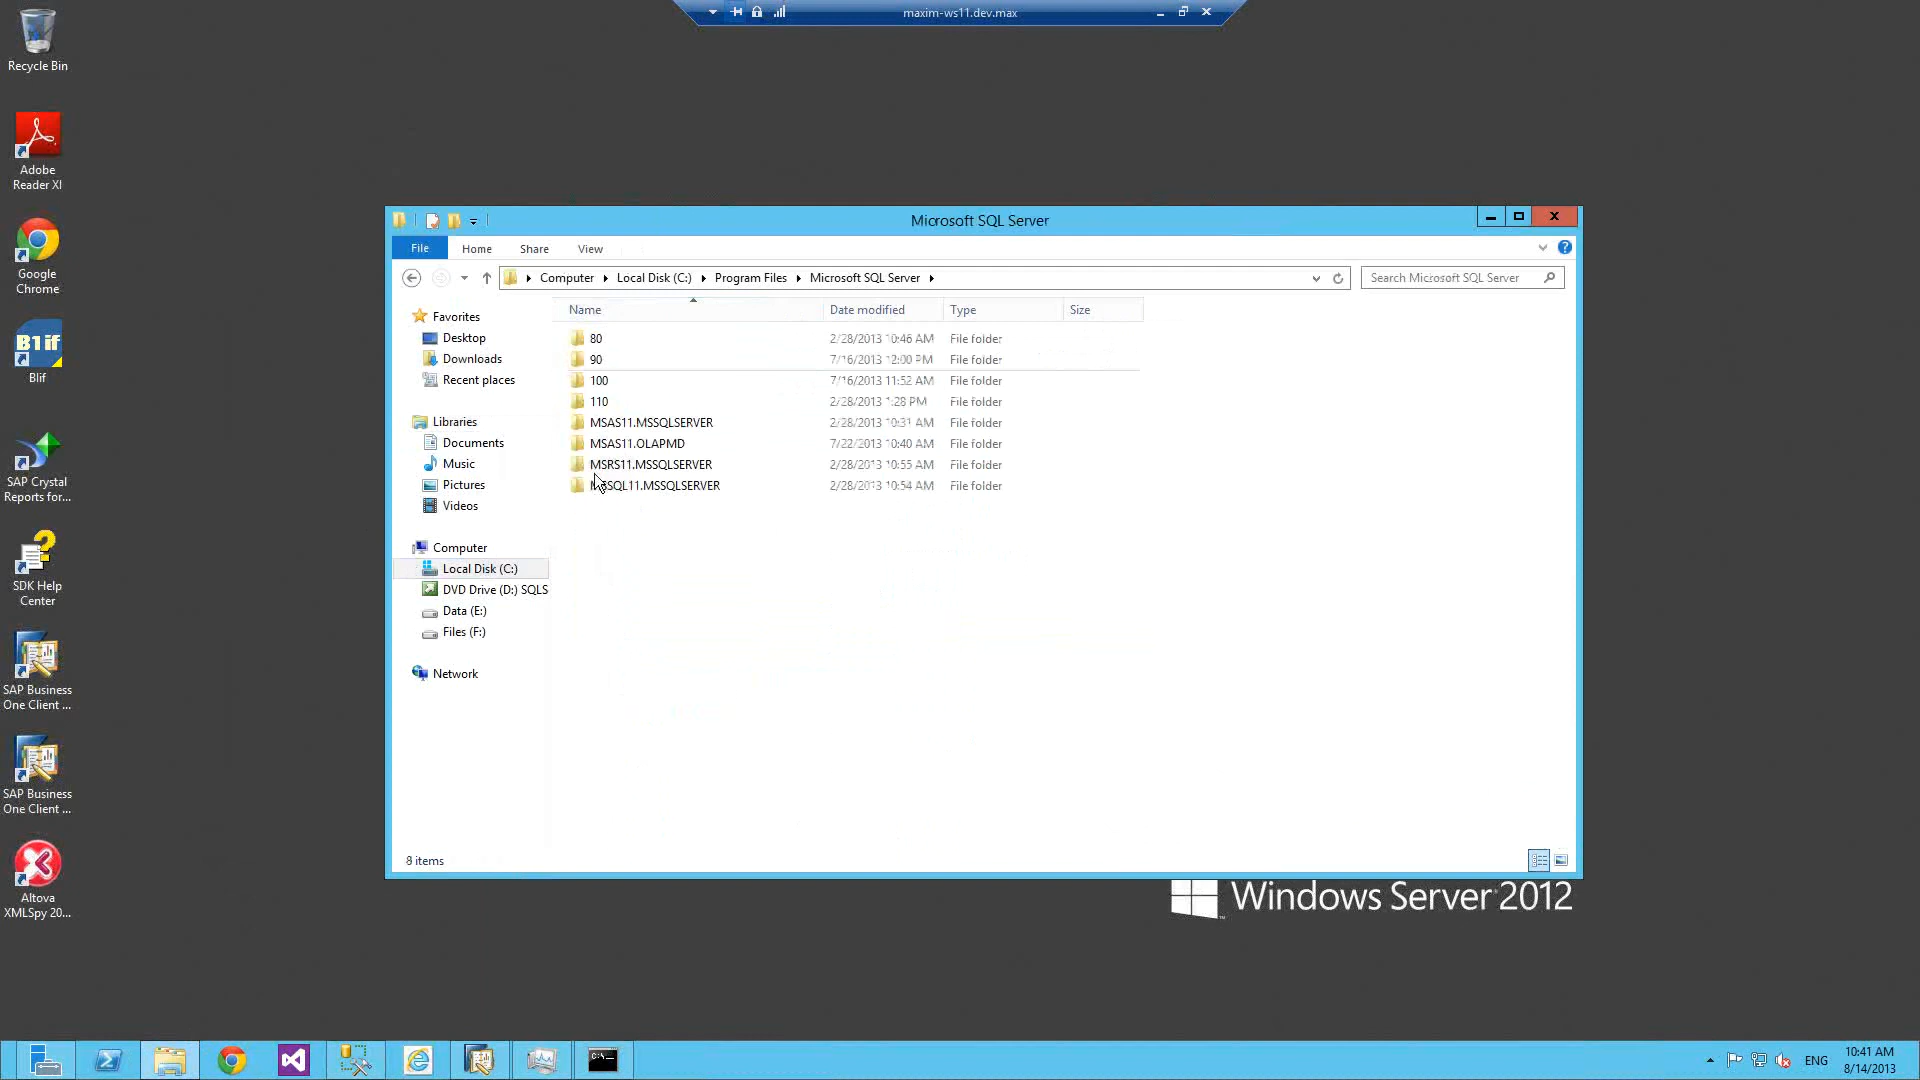 maxim-ws11.dev.max
Recycle Bin
Adobe
Reader XI
Google
Chrome
B1iF
BIif
SAP Crystal
Reports for...
SDK Help
Center
SAP Business
One Client ...
SAP Business
One Client ...
Altova
XMLSpy 20...
Microsoft SQL Server
File Home Share View
Computer Local Disk (C:) Program Files Microsoft SQL Server
Search Microsoft SQL Server
Favorites
Desktop
Downloads
Recent places
Libraries
Documents
Music
Pictures
Videos
Computer
Local Disk (C:)
DVD Drive (D:) SQLS
Data (E:)
Files (F:)
Network
Name Date modified Type Size
80 2/28/2013 10:46 AM File folder
90 7/16/2013 12:00 PM File folder
100 7/16/2013 11:52 AM File folder
110 2/28/2013 1:28 PM File folder
MSAS11.MSSQLSERVER 2/28/2013 10:31 AM File folder
MSAS11.OLAPMD 7/22/2013 10:40 AM File folder
MSRS11.MSSQLSERVER 2/28/2013 10:55 AM File folder
MSSQL11.MSSQLSERVER 2/28/2013 10:54 AM File folder
8 items
Windows Server 2012
C:\
ENG
10:41 AM
8/14/2013